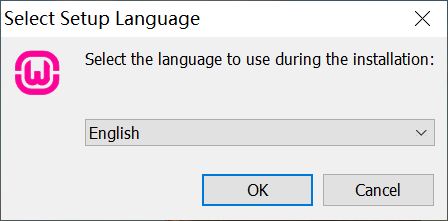 Select Setup Language
Select the language to use during the installation:
English
OK
Cancel